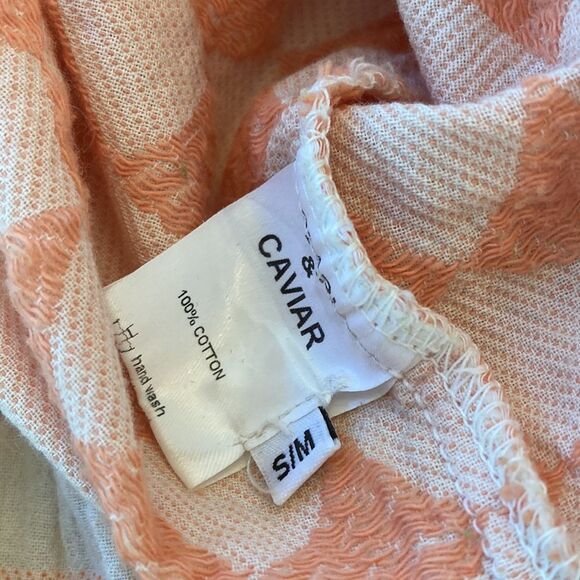 &
CAVIAR
100% COTTON
hand wash
S/M